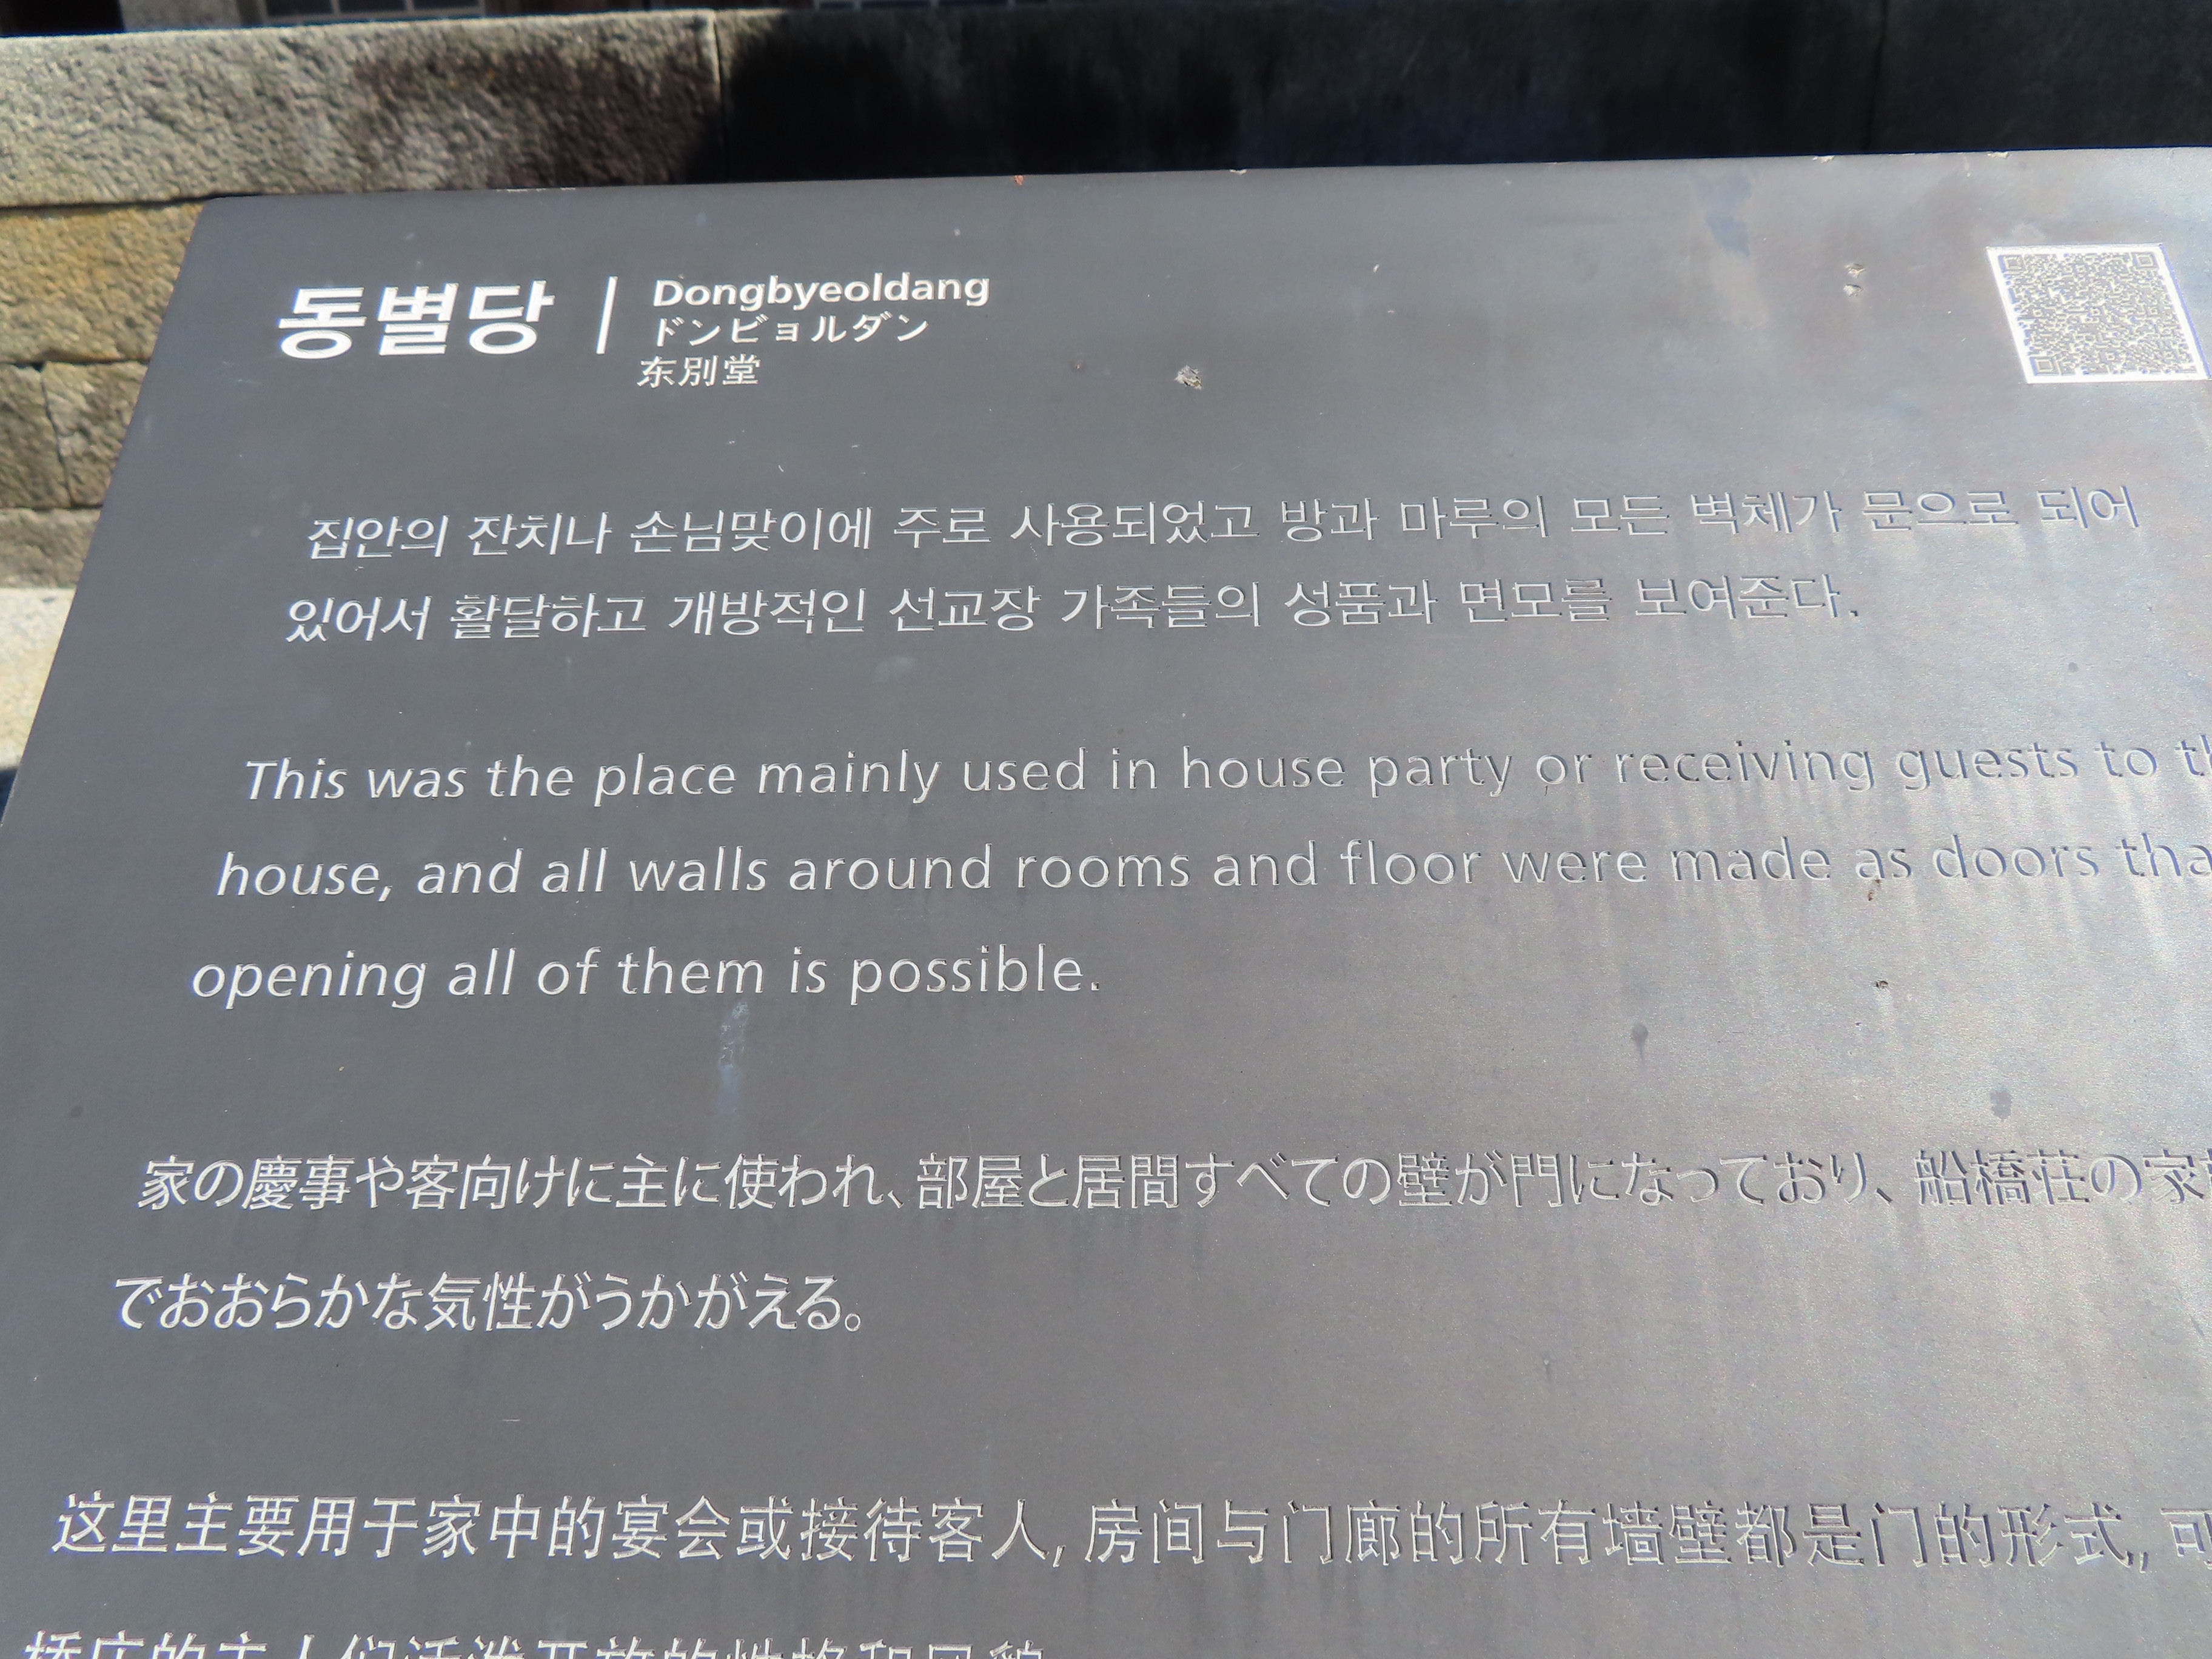 동별당
Dongbyeoldang
ドンビョルダン
东別堂
집안의 잔치나 손님맞이에 주로 사용되었고 방과 마루의 모든 벽체가 문으로 되어
있어서 활달하고 개방적인 선교장 가족들의 성품과 면모를 보여준다.
This was the place mainly used in house party or receiving guests to
house, and all walls around rooms and floor were made as doors
opening all of them is possible.
家の慶事や客向けに主に使われ、部屋と居間すべての壁が門になっており、船橋荘の家
でおおらかな気性がうかがえる。
这里主要用于家中的宴会或接待客人,房间与门廊的所有墙壁都是门的形式,